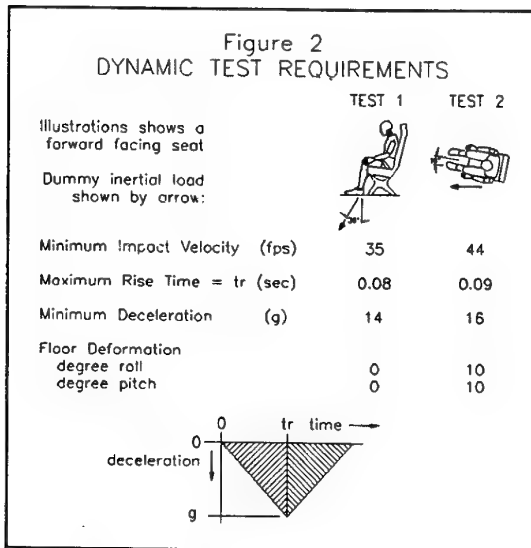 Figure 2
DYNAMIC TEST REQUIREMENTS
TEST 1 TEST 2
Illustrations shows a
forward facing seat
Dummy inertial load
shown by arrow:
Minimum Impact Velocity (fps) 35 44
Maximum Rise Time = tr (sec) 0.08 0.09
Minimum Deceleration (g) 14 16
Floor Deformation
degree roll 0 10
degree pitch 0 10
0 tr time
0
deceleration
g